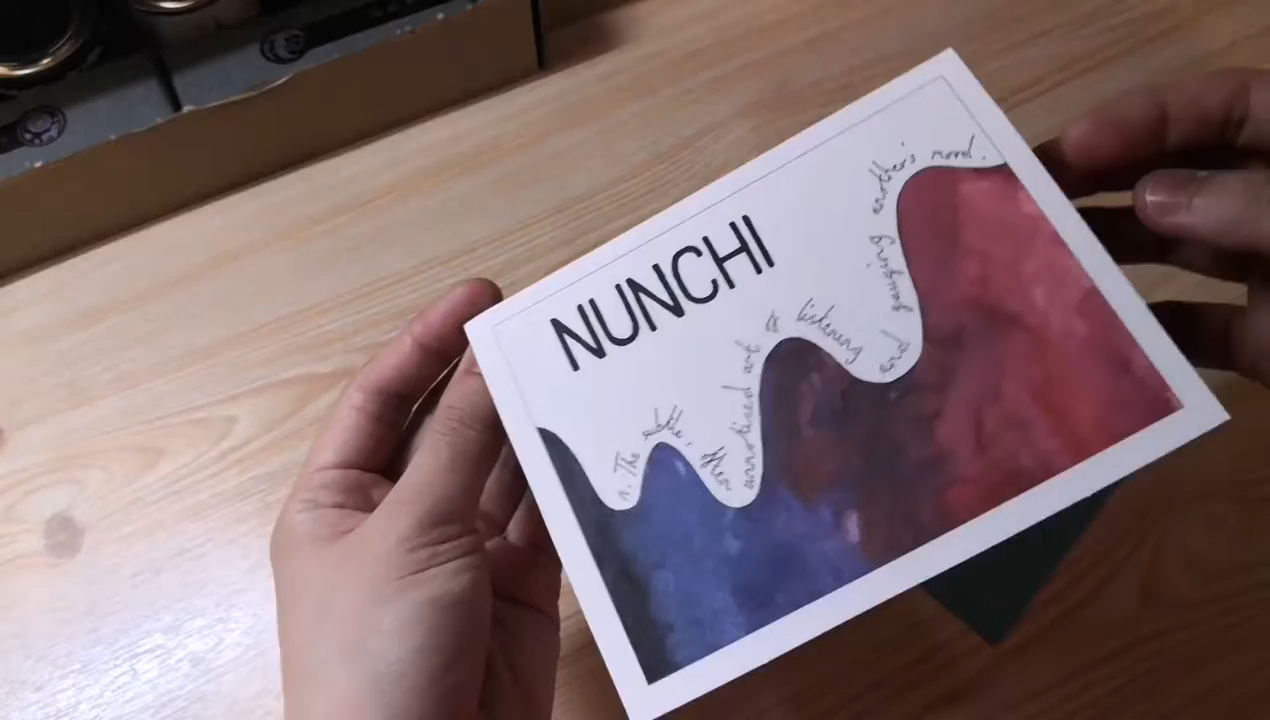 NUNCHI
n. The subtle, often unnoticed art of listening and gauging another's mood.